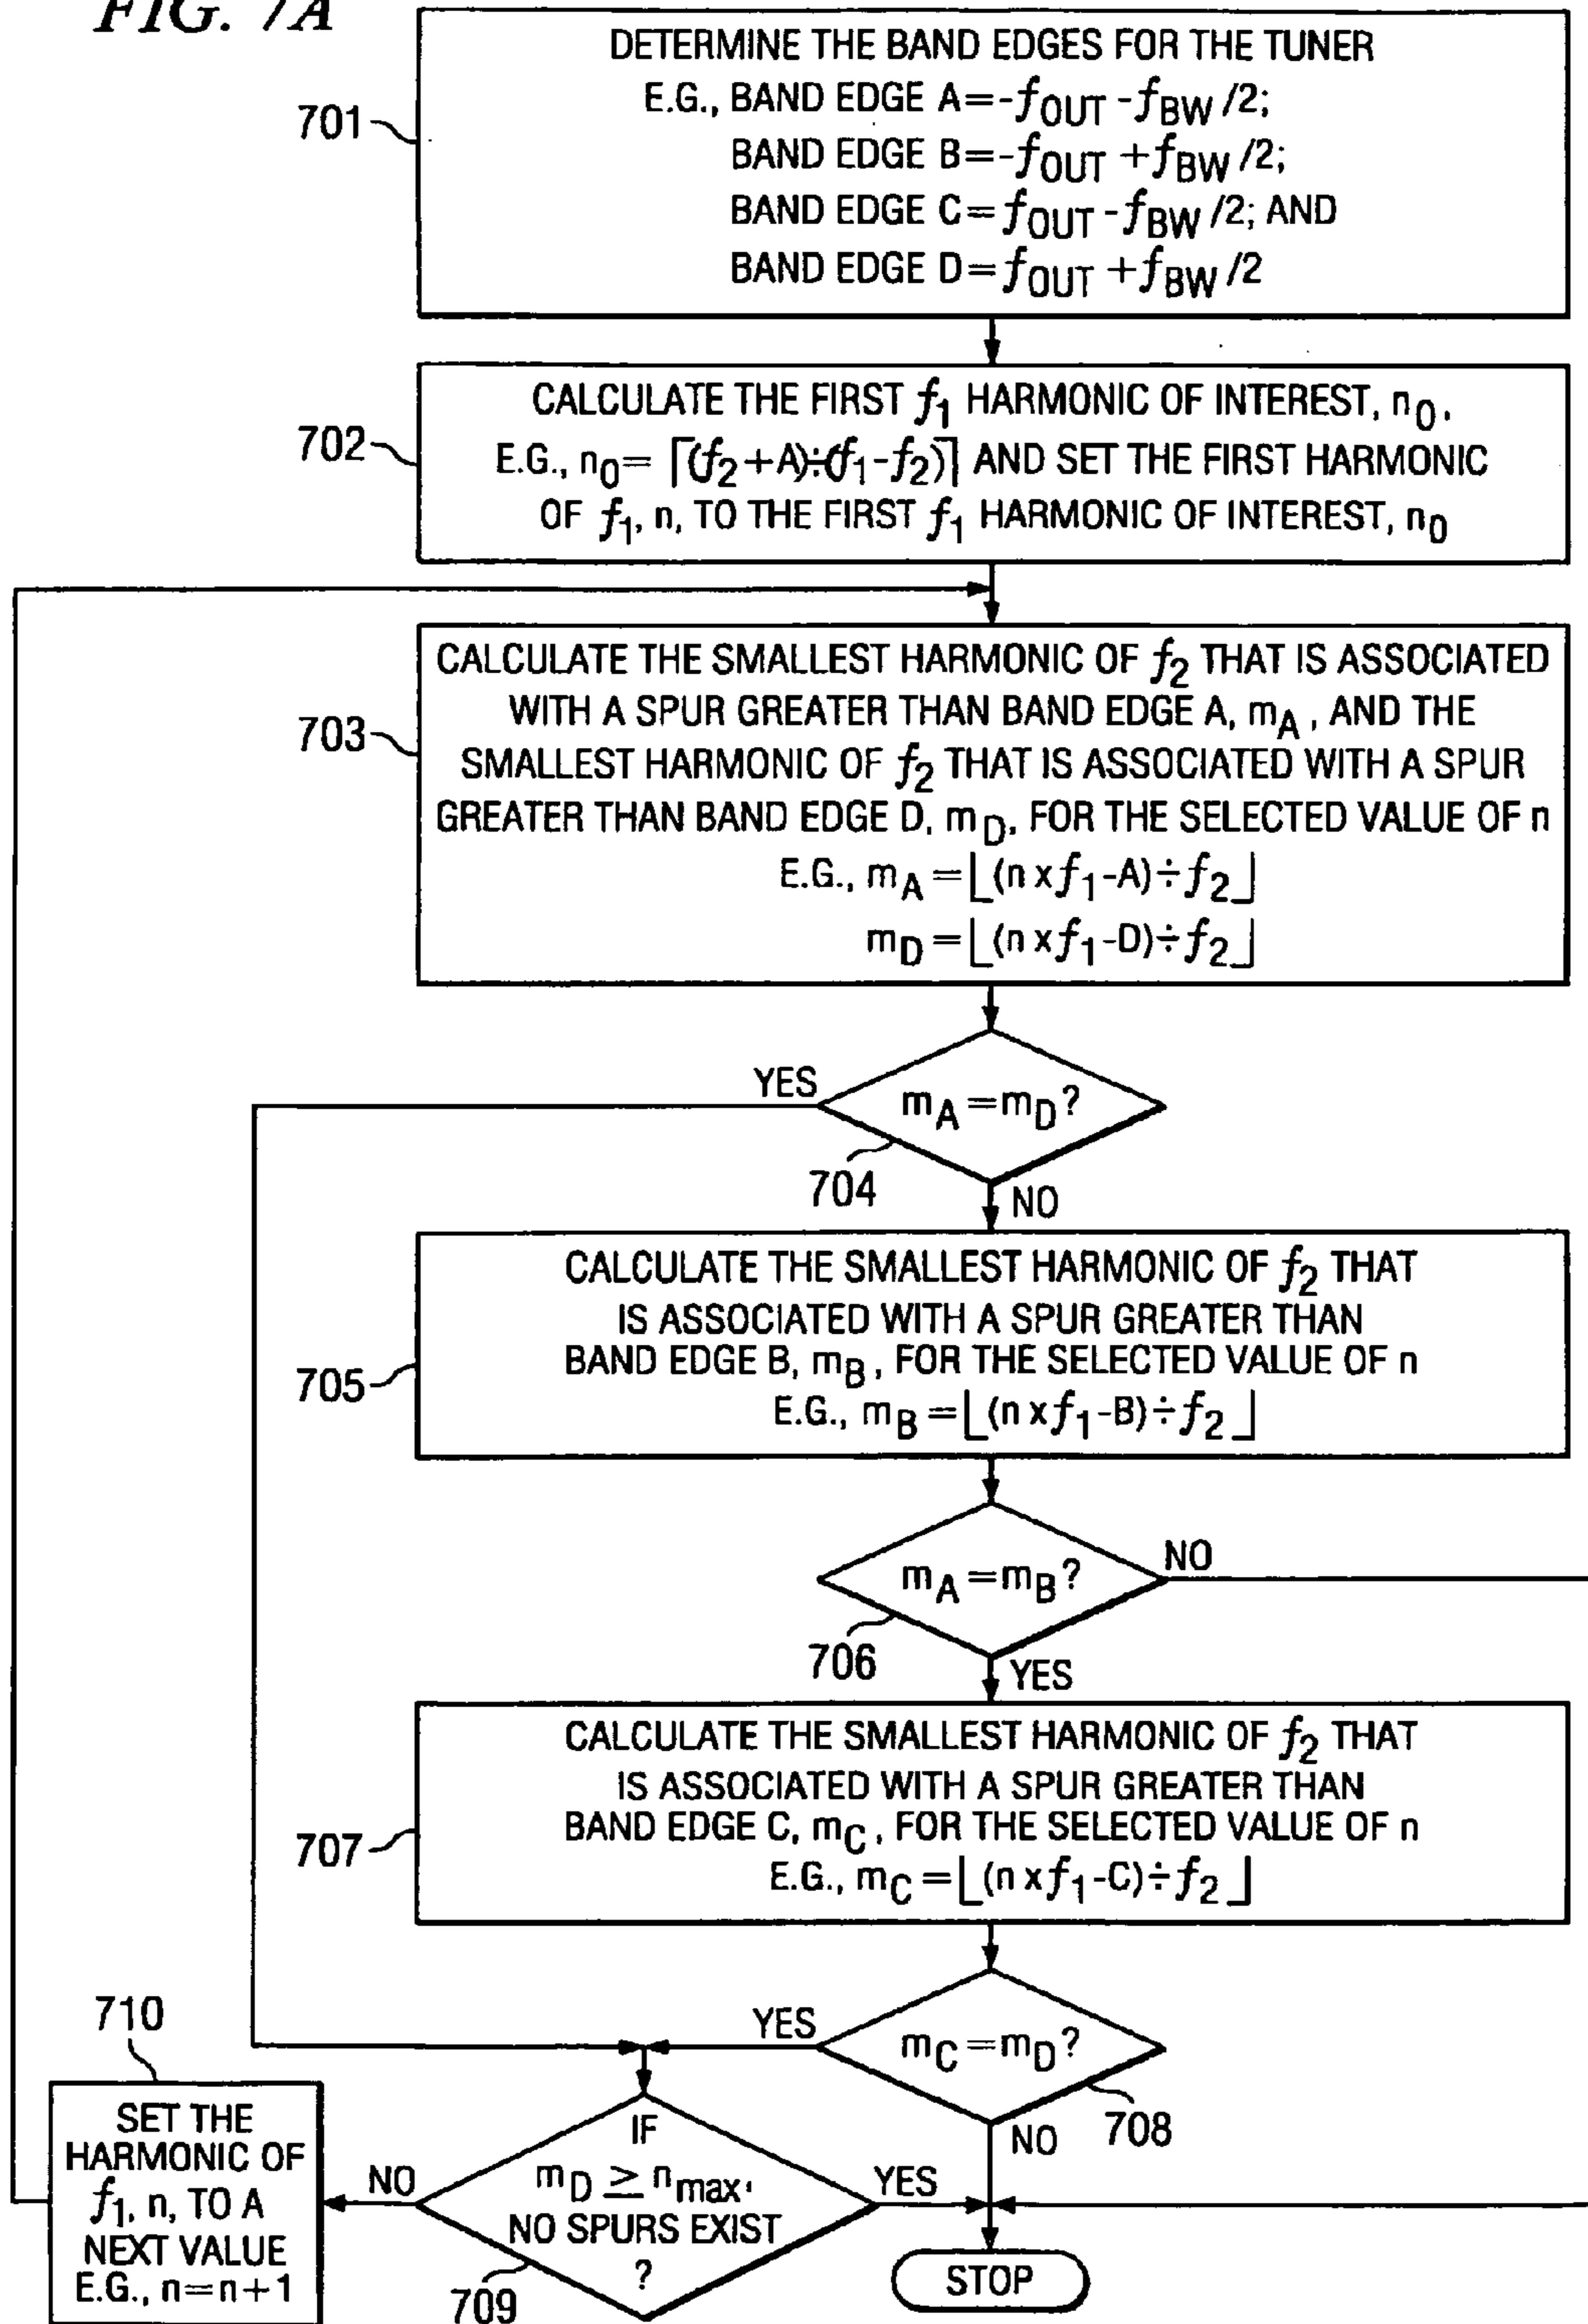 FIG. 7A
701
DETERMINE THE BAND EDGES FOR THE TUNER
E.G., BAND EDGE A=-fOUT -fBW /2;
BAND EDGE B=-fOUT +fBW /2;
BAND EDGE C=fOUT -fBW /2; AND
BAND EDGE D=fOUT +fBW /2
702
CALCULATE THE FIRST f1 HARMONIC OF INTEREST, n0,
E.G., n0= ⌈(f2+A)÷(f1-f2)⌉ AND SET THE FIRST HARMONIC
OF f1, n, TO THE FIRST f1 HARMONIC OF INTEREST, n0
703
CALCULATE THE SMALLEST HARMONIC OF f2 THAT IS ASSOCIATED
WITH A SPUR GREATER THAN BAND EDGE A, mA, AND THE
SMALLEST HARMONIC OF f2 THAT IS ASSOCIATED WITH A SPUR
GREATER THAN BAND EDGE D, mD, FOR THE SELECTED VALUE OF n
E.G., mA=⌊(n x f1-A)÷f2⌋
mD=⌊(n x f1-D)÷f2⌋
YES
mA=mD?
704
NO
705
CALCULATE THE SMALLEST HARMONIC OF f2 THAT
IS ASSOCIATED WITH A SPUR GREATER THAN
BAND EDGE B, mB, FOR THE SELECTED VALUE OF n
E.G., mB=⌊(n x f1-B)÷f2⌋
NO
mA=mB?
706
YES
707
CALCULATE THE SMALLEST HARMONIC OF f2 THAT
IS ASSOCIATED WITH A SPUR GREATER THAN
BAND EDGE C, mC, FOR THE SELECTED VALUE OF n
E.G., mC=⌊(n x f1-C)÷f2⌋
YES
mC=mD?
708
NO
710
SET THE
HARMONIC OF
f1, n, TO A
NEXT VALUE
E.G., n=n+1
NO
IF
mD ≥ nmax,
NO SPURS EXIST
?
YES
709
STOP